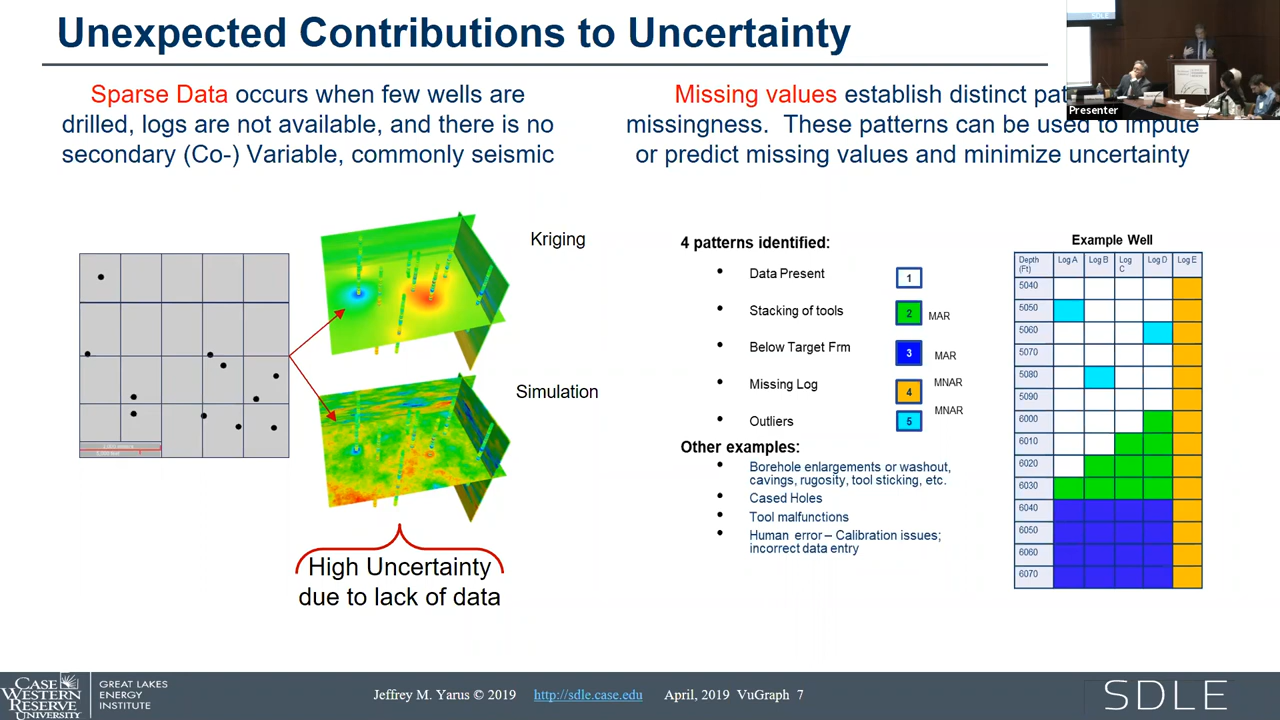 Unexpected Contributions to Uncertainty
SDLE
Presenter
Sparse Data occurs when few wells are
drilled, logs are not available, and there is no
secondary (Co-) Variable, commonly seismic
Missing values establish distinct
missingness. These patterns can be used to impute
or predict missing values and minimize uncertainty
Kriging
Simulation
High Uncertainty
due to lack of data
4 patterns identified:
• Data Present 1
• Stacking of tools 2 MAR
• Below Target Frm 3 MAR
• Missing Log 4 MNAR
• Outliers 5 MNAR
Other examples:
• Borehole enlargements or washout,
cavings, rugosity, tool sticking, etc.
• Cased Holes
• Tool malfunctions
• Human error – Calibration issues;
incorrect data entry
Example Well
Depth (Ft) Log A Log B Log C Log D Log E
5040
5050
5060
5070
5080
5090
6000
6010
6020
6030
6040
6050
6060
6070
CASE WESTERN RESERVE UNIVERSITY
GREAT LAKES
ENERGY
INSTITUTE
Jeffrey M. Yarus © 2019 http://sdle.case.edu April, 2019 VuGraph 7
SDLE